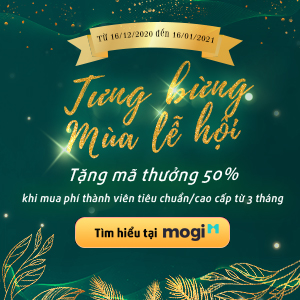 Từ 16/12/2020 đến 16/01/2021
Tưng bừng
Mùa lễ hội
Tặng mã thưởng 50%
khi mua phí thành viên tiêu chuẩn/cao cấp từ 3 tháng
Tìm hiểu tại mogi